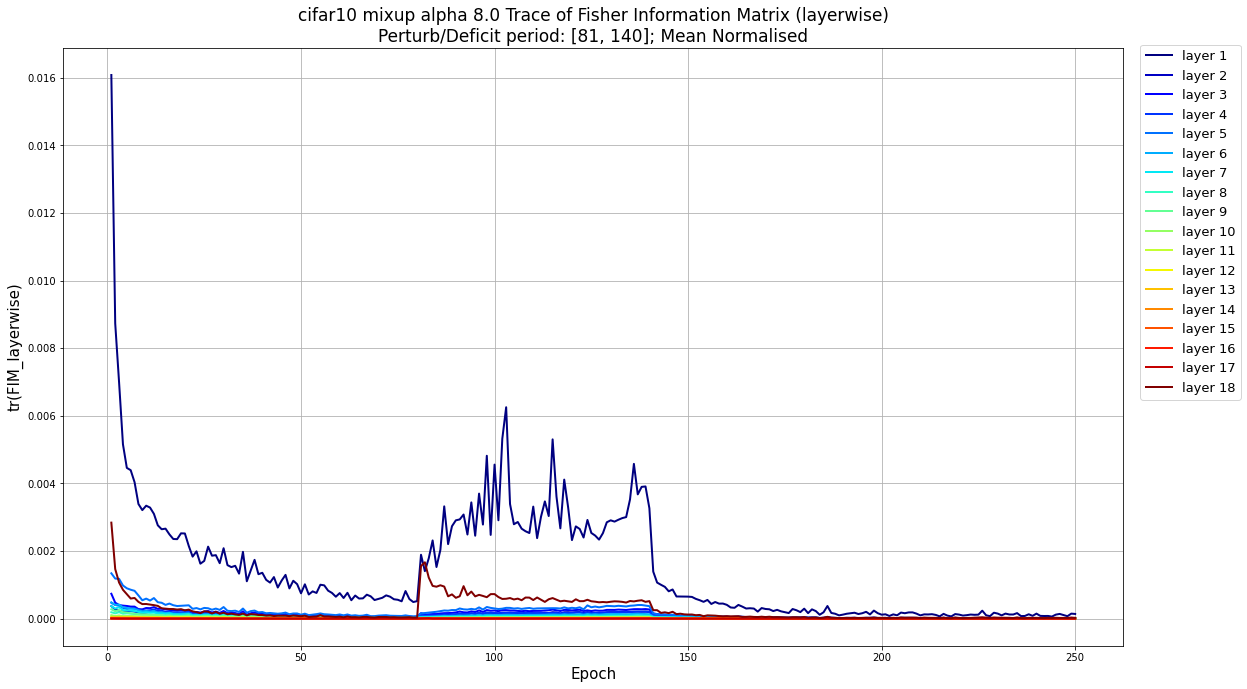 cifar10 mixup alpha 8.0 Trace of Fisher Information Matrix (layerwise)
Perturb/Deficit period: [81, 140]; Mean Normalised
tr(FIM_layerwise)
0.016
0.014
0.012
0.010
0.008
0.006
0.004
0.002
0.000
0
50
100
150
200
250
Epoch
layer 1
layer 2
layer 3
layer 4
layer 5
layer 6
layer 7
layer 8
layer 9
layer 10
layer 11
layer 12
layer 13
layer 14
layer 15
layer 16
layer 17
layer 18